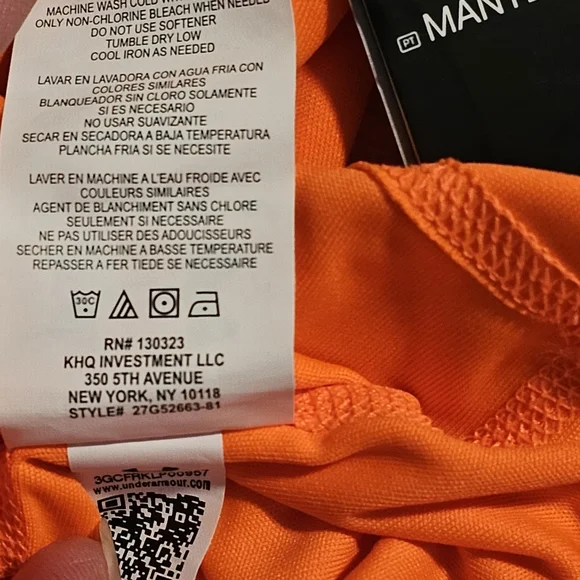 MACHINE WASH COLD WITH
ONLY NON-CHLORINE BLEACH WHEN NEEDED
DO NOT USE SOFTENER
TUMBLE DRY LOW
COOL IRON AS NEEDED
LAVAR EN LAVADORA CON AGUA FRIA CON
COLORES SIMILARES
BLANQUEADOR SIN CLORO SOLAMENTE
SI ES NECESARIO
NO USAR SUAVIZANTE
SECAR EN SECADORA A BAJA TEMPERATURA
PLANCHA FRIA SI SE NECESITE
LAVER EN MACHINE A L'EAU FROIDE AVEC
COULEURS SIMILAIRES
AGENT DE BLANCHIMENT SANS CHLORE
SEULEMENT SI NECESSAIRE
NE PAS UTILISER DES ADOUCISSEURS
SECHER EN MACHINE A BASSE TEMPERATURE
REPASSER A FER TIEDE SE NECESSAIRE
30C
RN# 130323
KHQ INVESTMENT LLC
350 5TH AVENUE
NEW YORK, NY 10118
STYLE# 27G52663-81
www.underarmour.com
PT